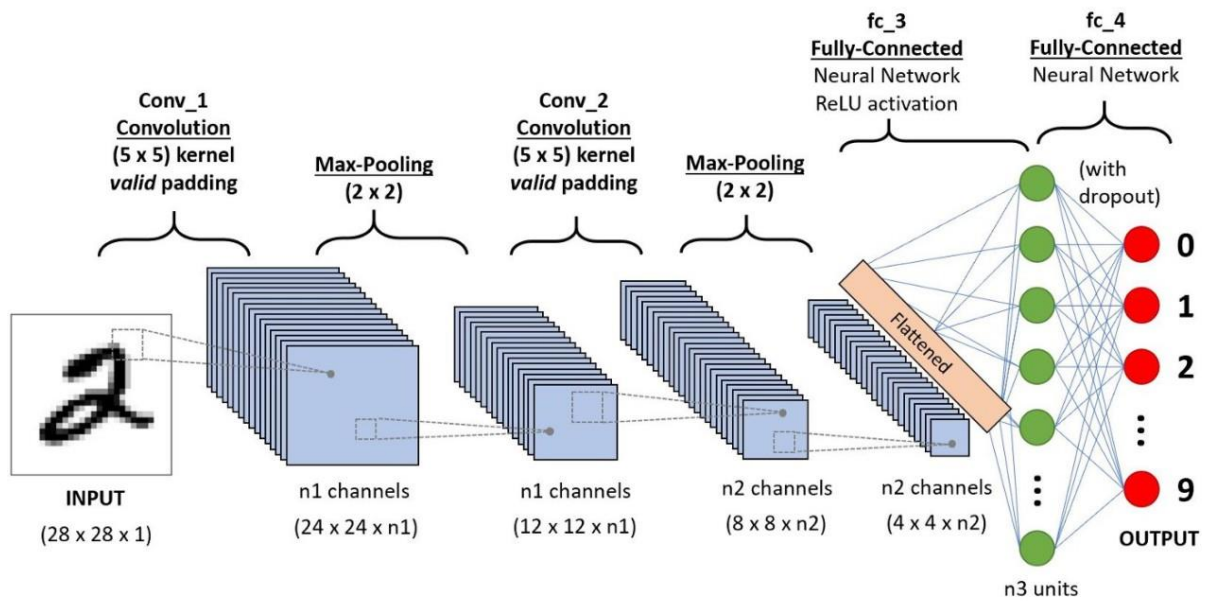 fc_3
Fully-Connected
Neural Network
ReLU activation
fc_4
Fully-Connected
Neural Network
Conv_1
Convolution
(5 x 5) kernel
valid padding
Max-Pooling
(2 x 2)
Conv_2
Convolution
(5 x 5) kernel
valid padding
Max-Pooling
(2 x 2)
(with
dropout)
Flattened
0
1
2
9
INPUT
(28 x 28 x 1)
n1 channels
(24 x 24 x n1)
n1 channels
(12 x 12 x n1)
n2 channels
(8 x 8 x n2)
n2 channels
(4 x 4 x n2)
OUTPUT
n3 units